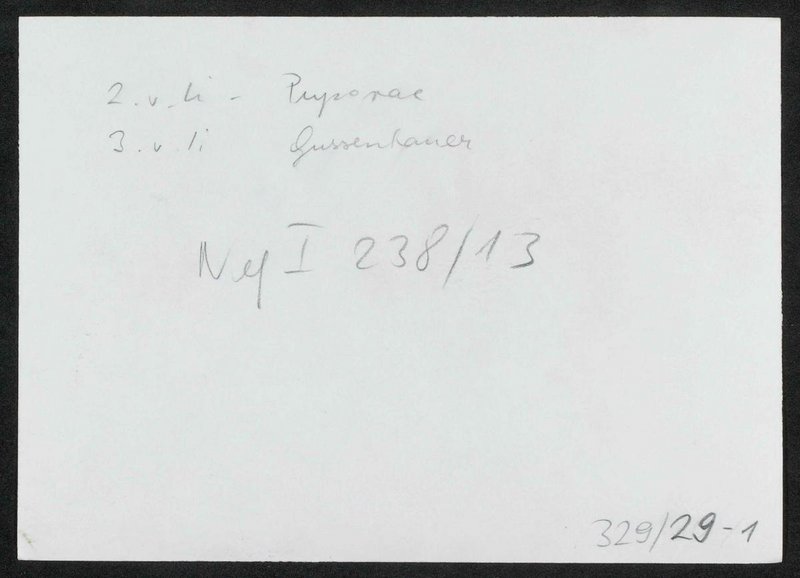 2. v. li -
3. v. li Gussenbauer
I 238/13
329/29-1